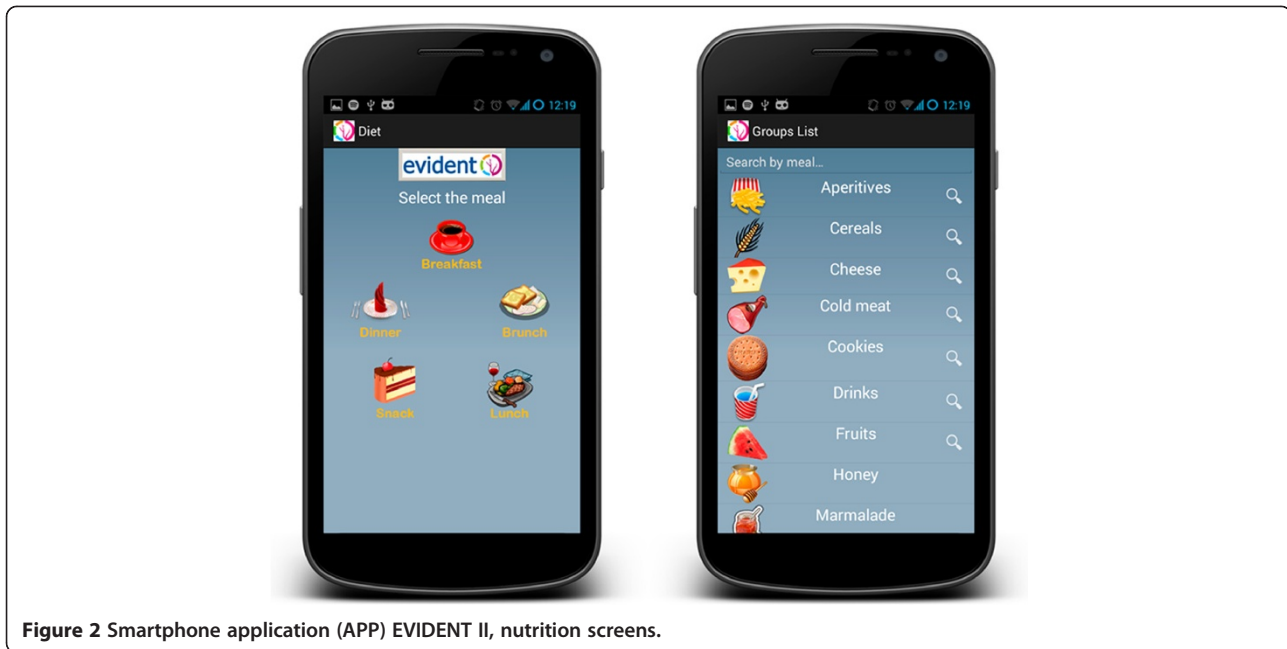 12:19
Diet
evident
Select the meal
Breakfast
Dinner
Brunch
Snack
Lunch
12:19
Groups List
Search by meal...
Aperitives
Cereals
Cheese
Cold meat
Cookies
Drinks
Fruits
Honey
Marmalade
Figure 2 Smartphone application (APP) EVIDENT II, nutrition screens.